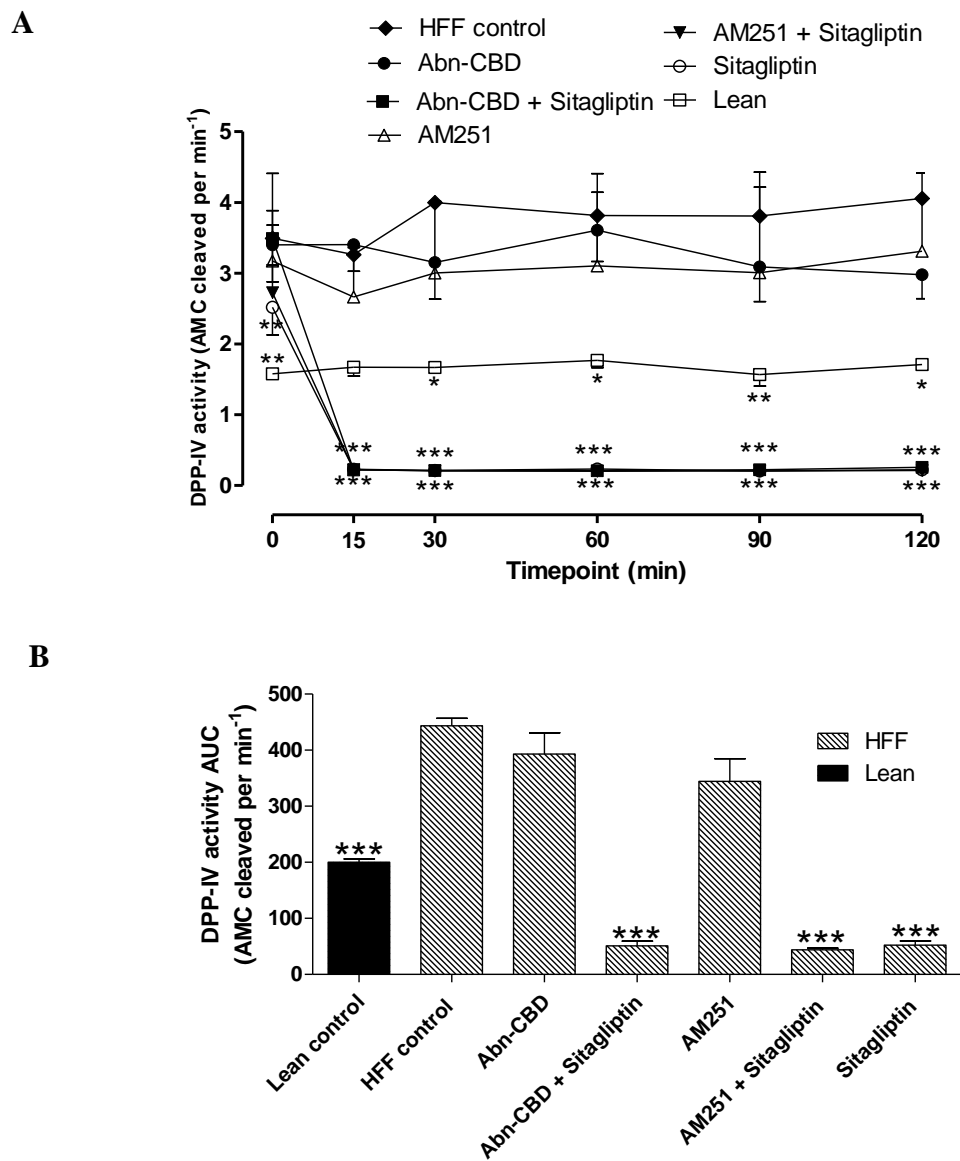 A
HFF control
Abn-CBD
Abn-CBD + Sitagliptin
AM251
AM251 + Sitagliptin
Sitagliptin
Lean
DPP-IV activity (AMC cleaved per min⁻¹)
5
4
3
2
1
0
**
**
*
*
**
*
***
***
***
***
***
***
***
***
***
***
0 15 30 60 90 120
Timepoint (min)
B
DPP-IV activity AUC
(AMC cleaved per min⁻¹)
500
400
300
200
100
0
HFF
Lean
***
***
***
***
Lean control
HFF control
Abn-CBD
Abn-CBD + Sitagliptin
AM251
AM251 + Sitagliptin
Sitagliptin